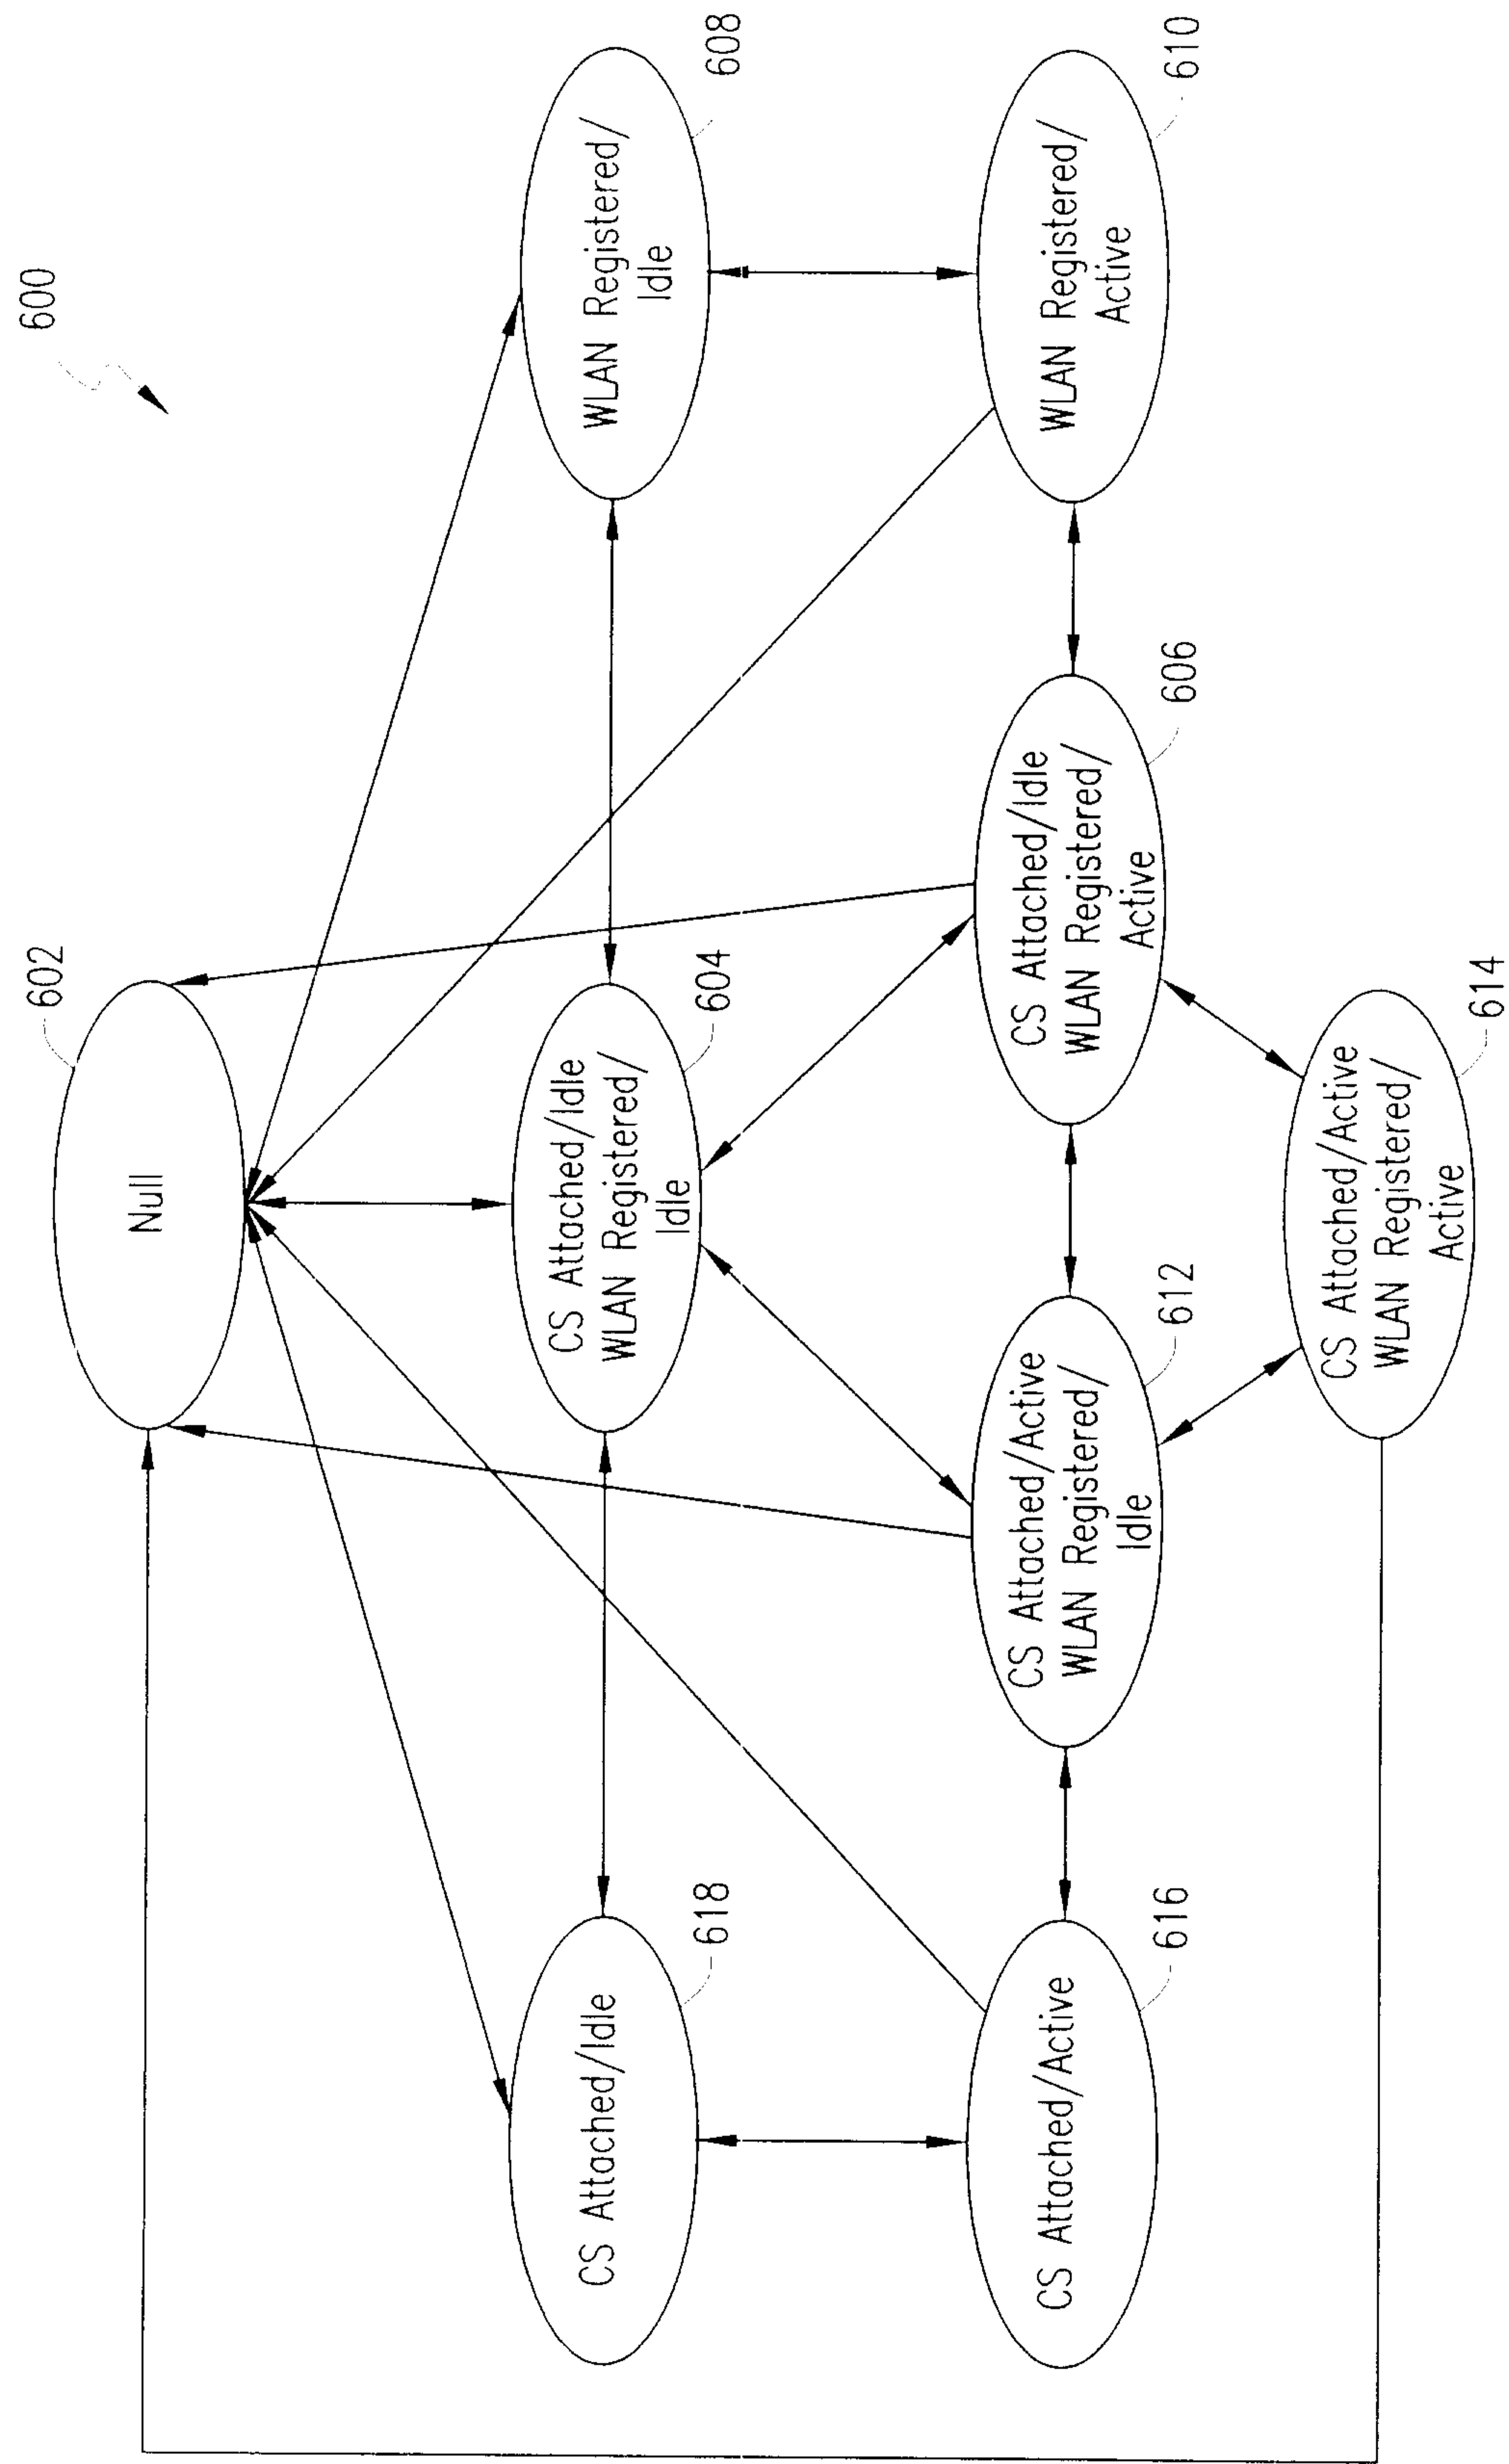 600
602
Null
618
CS Attached/Idle
604
CS Attached/Idle
WLAN Registered/
Idle
608
WLAN Registered/
Idle
616
CS Attached/Active
612
CS Attached/Active
WLAN Registered/
Idle
606
CS Attached/Idle
WLAN Registered/
Active
610
WLAN Registered/
Active
614
CS Attached/Active
WLAN Registered/
Active